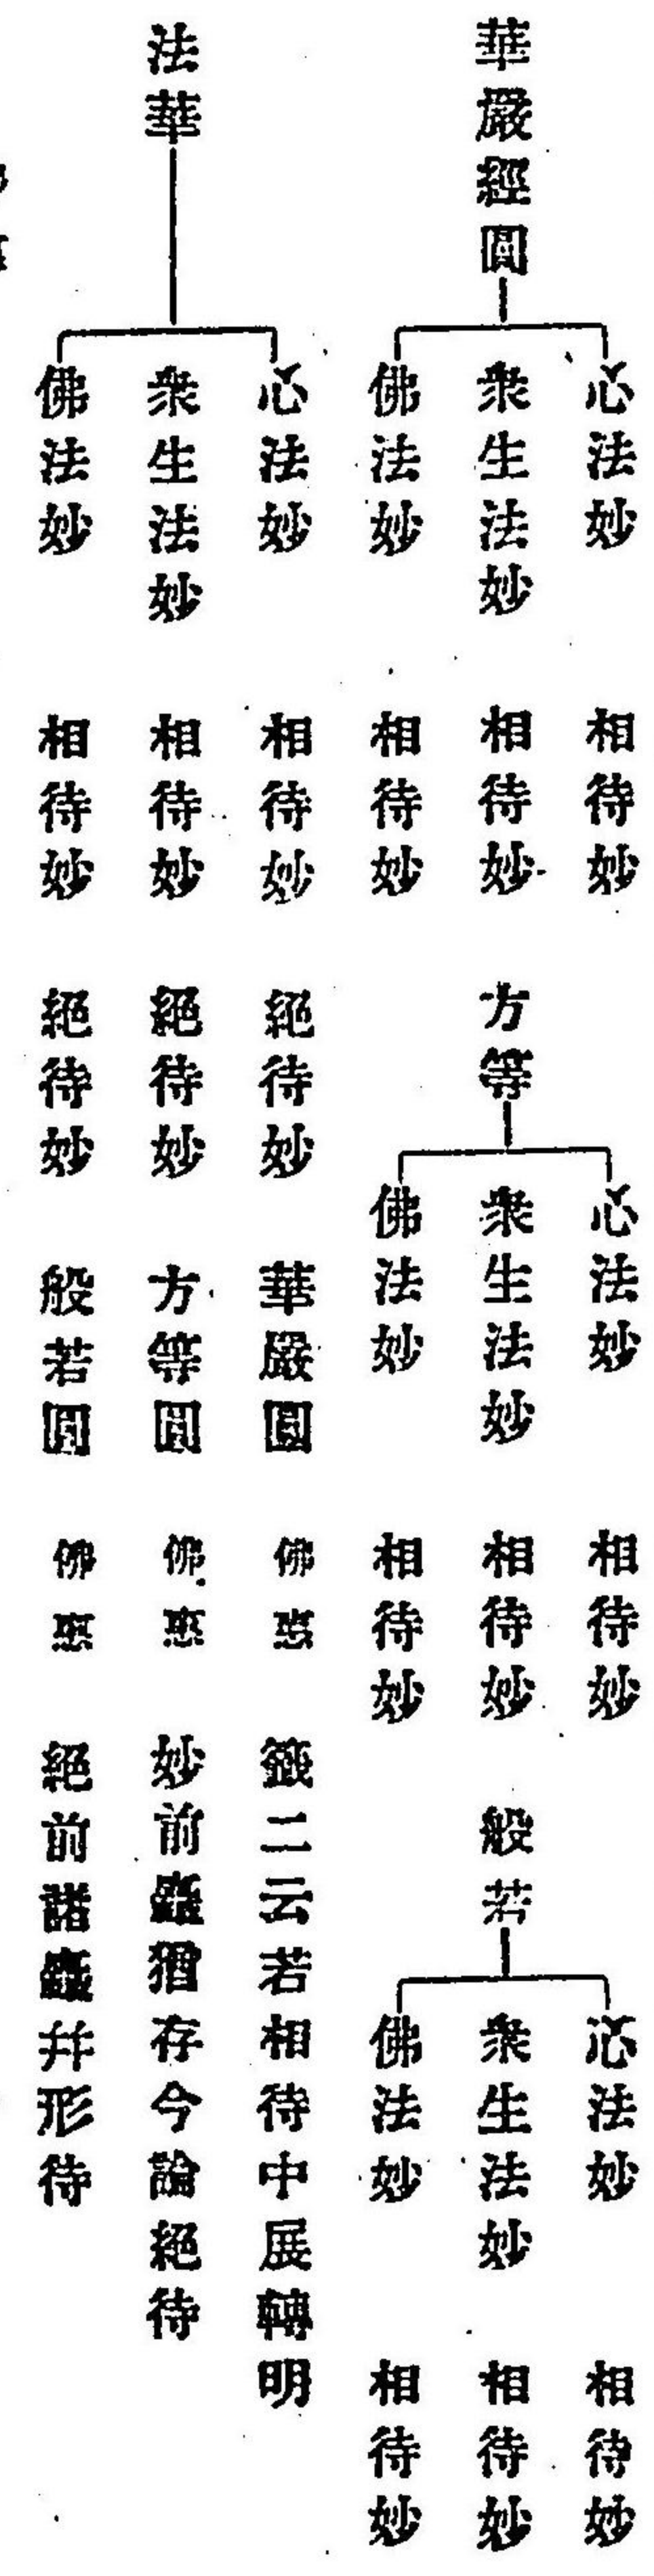 華嚴經圓
心法妙 相待妙
衆生法妙 相待妙
佛法妙 相待妙
方等
心法妙 相待妙
衆生法妙 相待妙
佛法妙 相待妙
般若
心法妙 相待妙
衆生法妙 相待妙
佛法妙 相待妙
法華
心法妙 相待妙 絕待妙 華嚴圓 佛惠 籤二云若相待中展轉明
衆生法妙 相待妙 絕待妙 方等圓 佛惠 妙前麤猶存今論絕待
佛法妙 相待妙 絕待妙 般若圓 佛惠 絕前諸麤幷形待